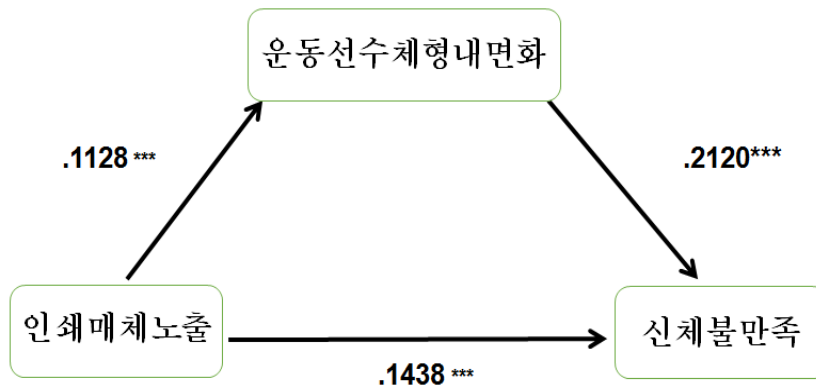 운동선수체형내면화
.1128 ***
.2120***
인쇄매체노출
신체불만족
.1438 ***